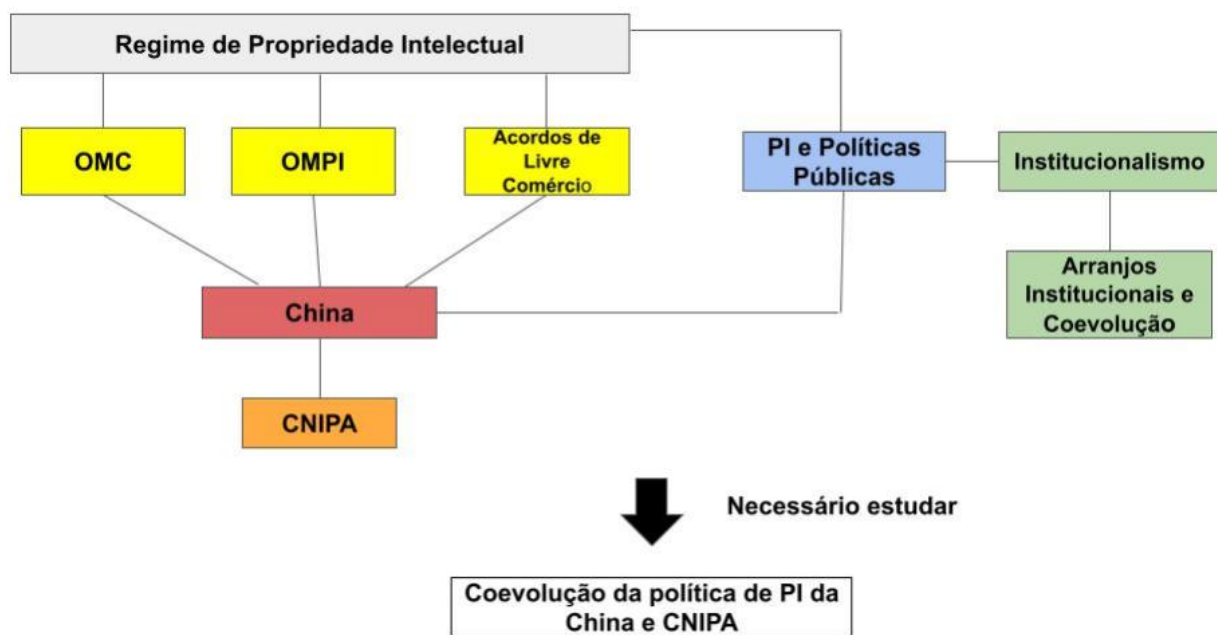 Regime de Propriedade Intelectual
OMC
OMPI
Acordos de
Livre
Comércio
PI e Políticas
Públicas
Institucionalismo
Arranjos
Institucionais e
Coevolução
China
CNIPA
Necessário estudar
Coevolução da política de PI da
China e CNIPA